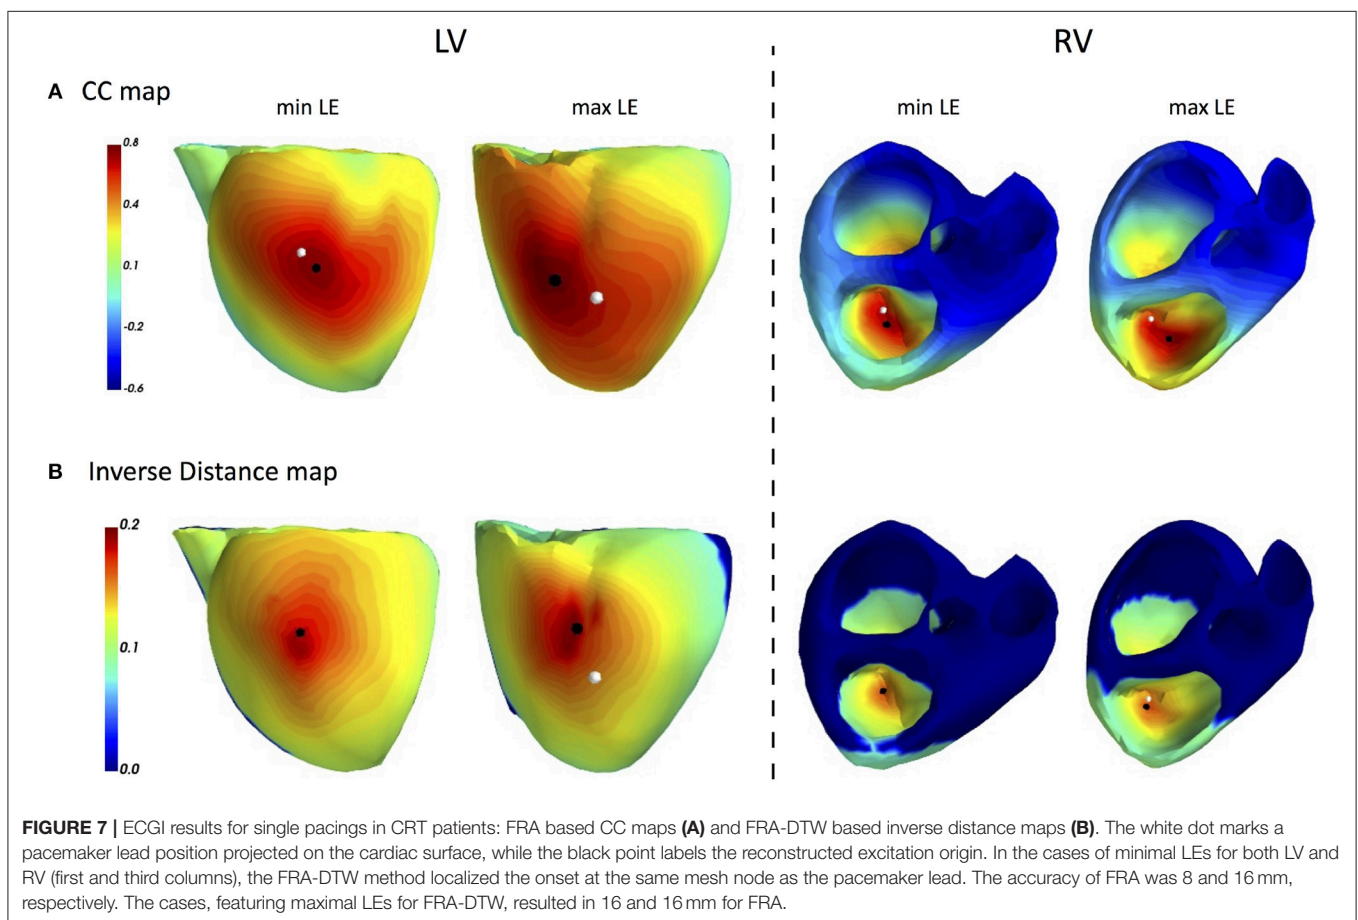 LV
RV
A CC map
min LE
max LE
min LE
max LE
0.8
0.4
0.1
-0.2
-0.6
B Inverse Distance map
0.2
0.1
0.0
FIGURE 7 | ECGI results for single pacings in CRT patients: FRA based CC maps (A) and FRA-DTW based inverse distance maps (B). The white dot marks a
pacemaker lead position projected on the cardiac surface, while the black point labels the reconstructed excitation origin. In the cases of minimal LEs for both LV and
RV (first and third columns), the FRA-DTW method localized the onset at the same mesh node as the pacemaker lead. The accuracy of FRA was 8 and 16 mm,
respectively. The cases, featuring maximal LEs for FRA-DTW, resulted in 16 and 16 mm for FRA.